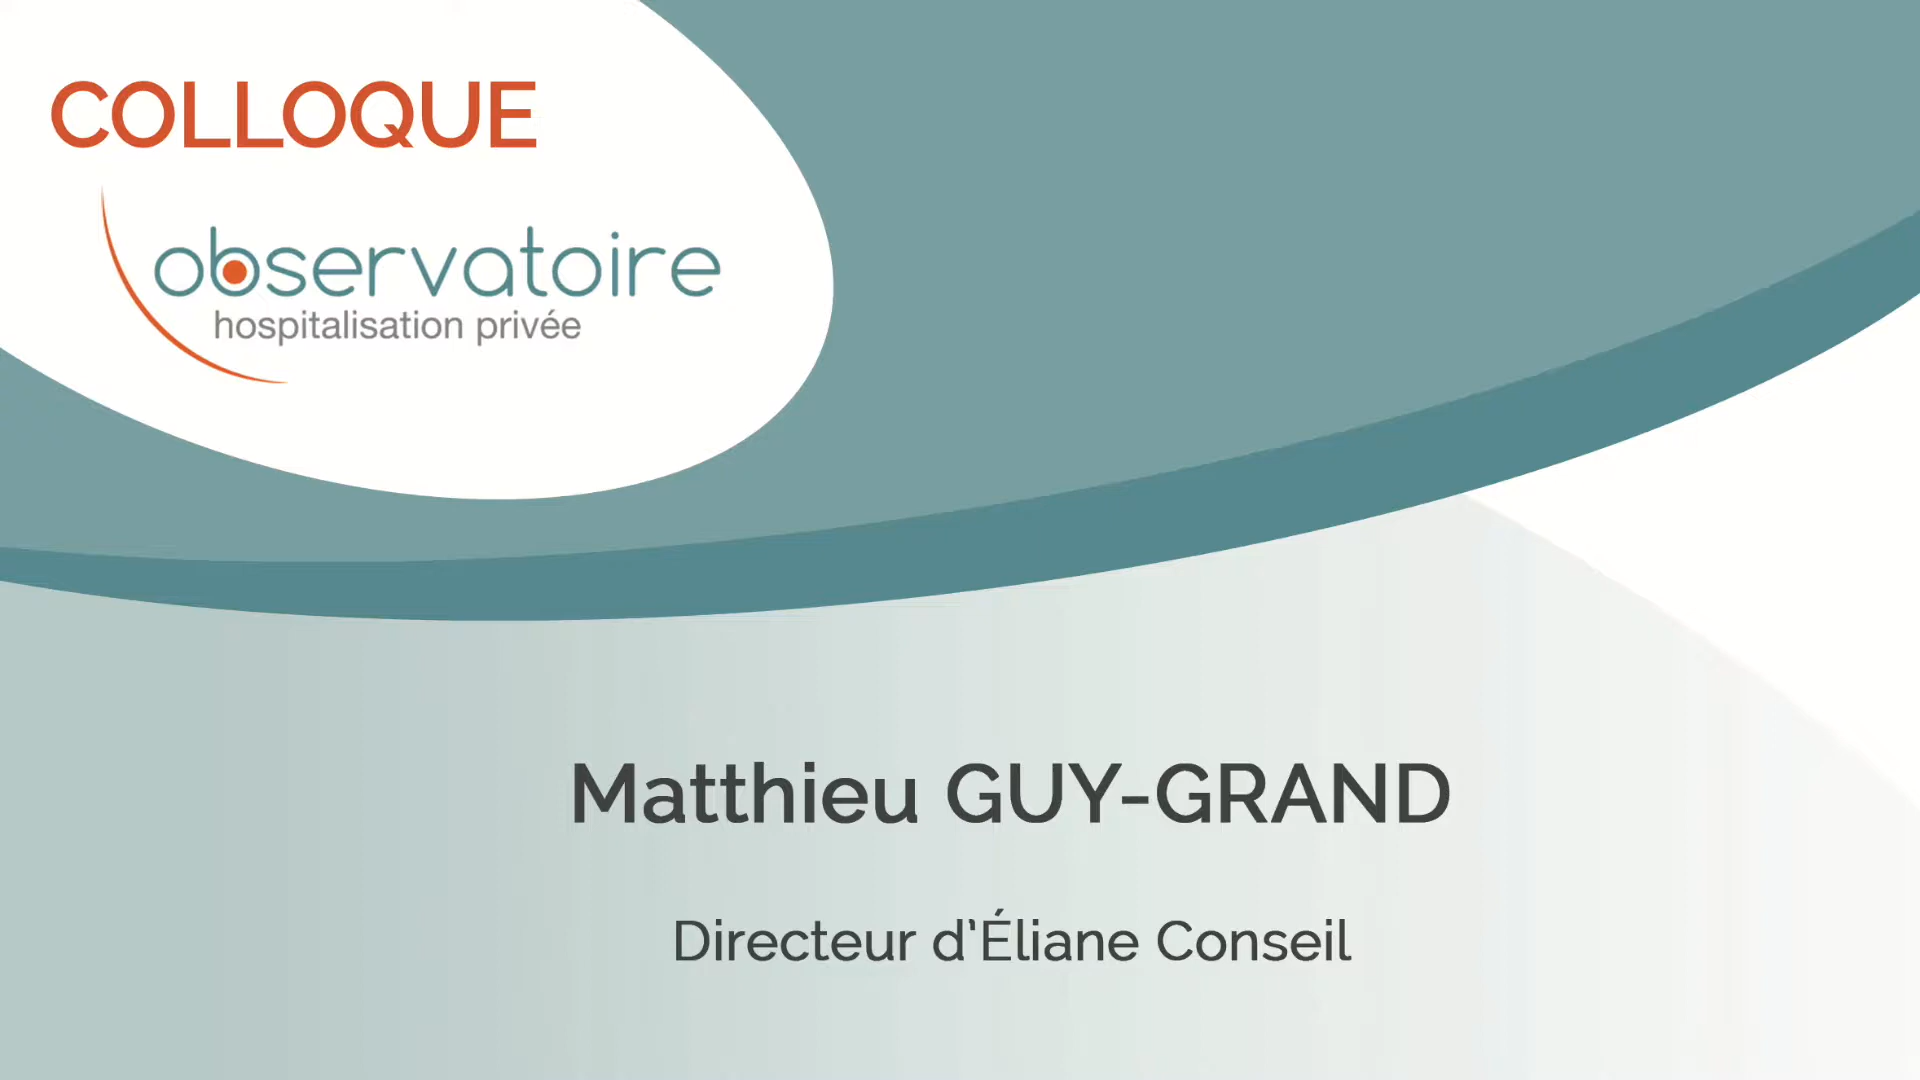 COLLOQUE
observatoire
hospitalisation privée
Matthieu GUY-GRAND
Directeur d’Éliane Conseil